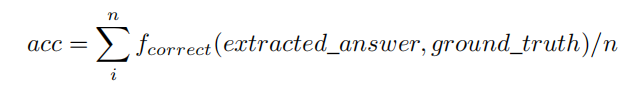 acc = \sum_{i}^{n} f_{correct}(extracted\_answer, ground\_truth)/n